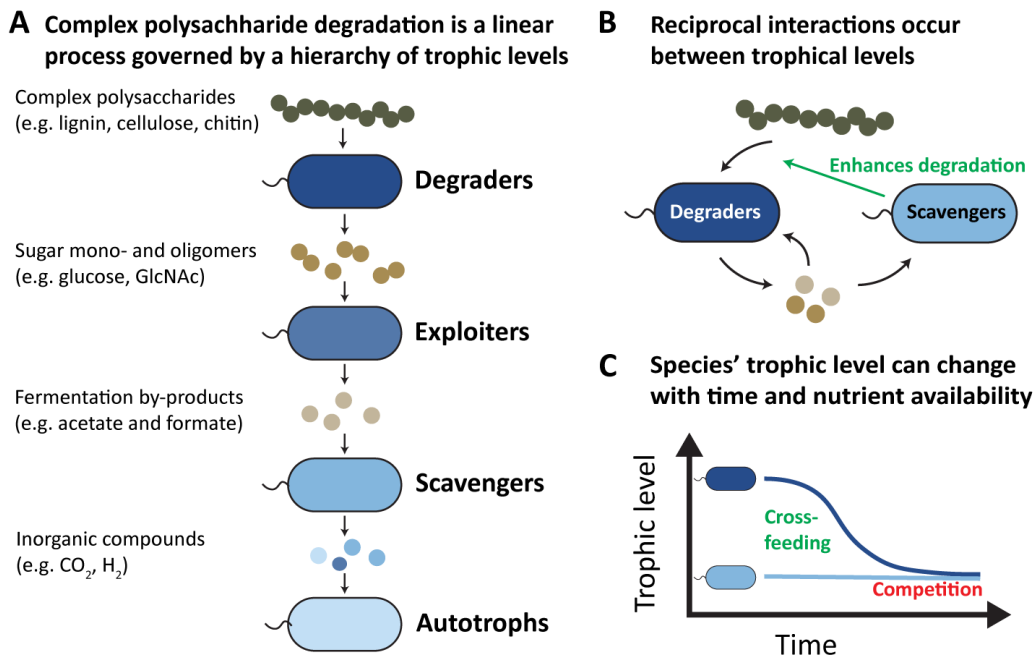 A Complex polysachharide degradation is a linear
process governed by a hierarchy of trophic levels
Complex polysaccharides
(e.g. lignin, cellulose, chitin)
Degraders
Sugar mono- and oligomers
(e.g. glucose, GlcNAc)
Exploiters
Fermentation by-products
(e.g. acetate and formate)
Scavengers
Inorganic compounds
(e.g. CO₂, H₂)
Autotrophs
B Reciprocal interactions occur
between trophical levels
Enhances degradation
Degraders
Scavengers
C Species' trophic level can change
with time and nutrient availability
Trophic level
Cross-
feeding
Competition
Time